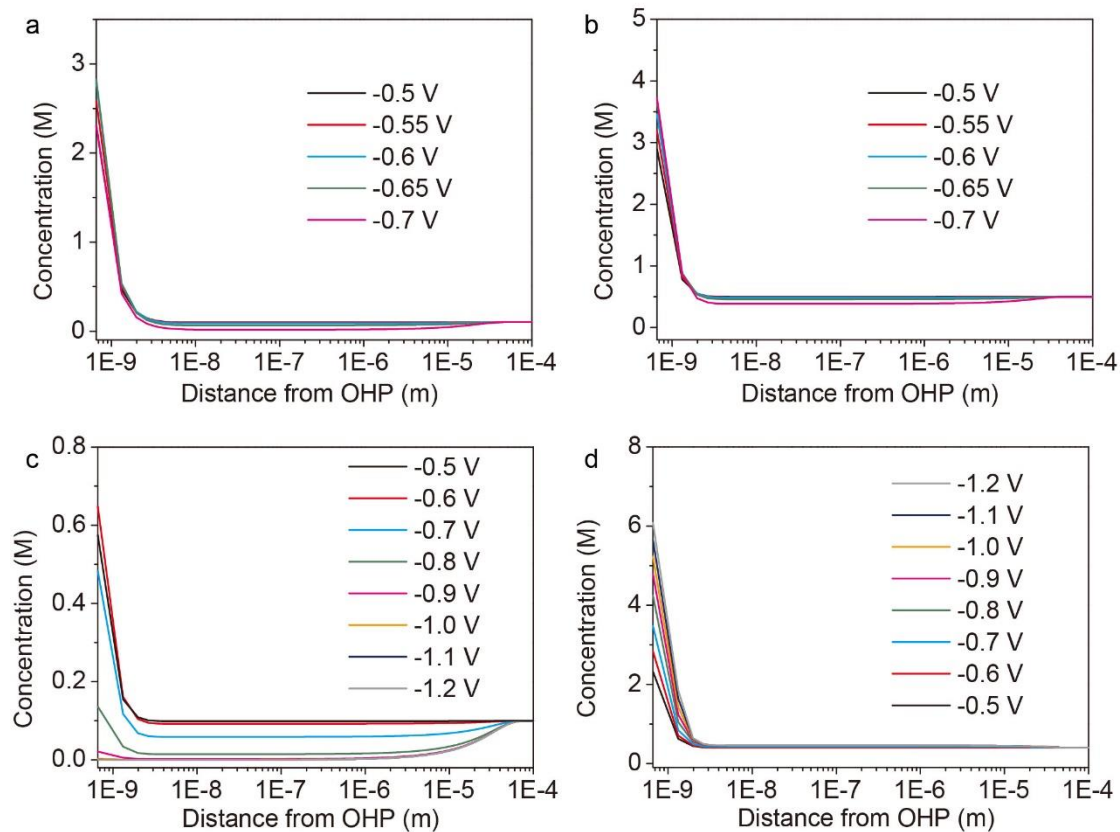 a
Concentration (M)
3
2
1
0
-0.5 V
-0.55 V
-0.6 V
-0.65 V
-0.7 V
1E-9 1E-8 1E-7 1E-6 1E-5 1E-4
Distance from OHP (m)
b
Concentration (M)
5
4
3
2
1
0
-0.5 V
-0.55 V
-0.6 V
-0.65 V
-0.7 V
1E-9 1E-8 1E-7 1E-6 1E-5 1E-4
Distance from OHP (m)
c
Concentration (M)
0.8
0.6
0.4
0.2
0.0
-0.5 V
-0.6 V
-0.7 V
-0.8 V
-0.9 V
-1.0 V
-1.1 V
-1.2 V
1E-9 1E-8 1E-7 1E-6 1E-5 1E-4
Distance from OHP (m)
d
Concentration (M)
8
6
4
2
0
-1.2 V
-1.1 V
-1.0 V
-0.9 V
-0.8 V
-0.7 V
-0.6 V
-0.5 V
1E-9 1E-8 1E-7 1E-6 1E-5 1E-4
Distance from OHP (m)